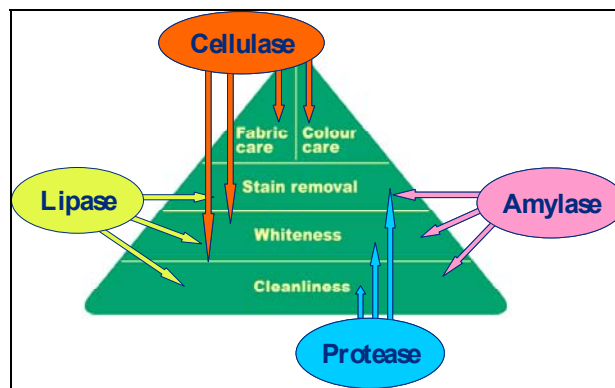 Cellulase
Fabric care
Colour care
Stain removal
Lipase
Amylase
Whiteness
Cleanliness
Protease